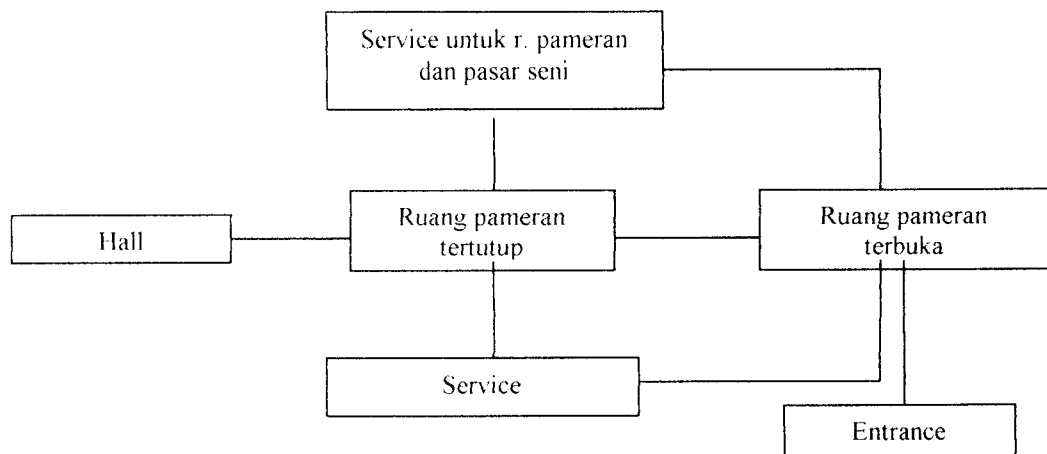 Service untuk r. pameran
dan pasar seni
Hall
Ruang pameran
tertutup
Ruang pameran
terbuka
Service
Entrance